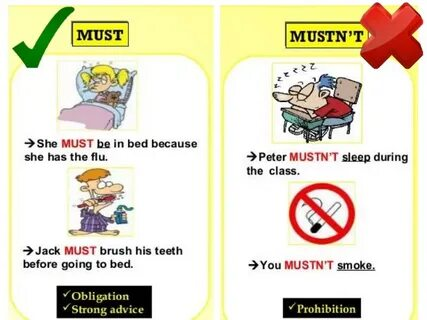 MUST
➔She MUST be in bed because
she has the flu.
➔Jack MUST brush his teeth
before going to bed.
✓Obligation
✓Strong advice
MUSTN'T
➔Peter MUSTN'T sleep during
the class.
➔You MUSTN'T smoke.
✓Prohibition